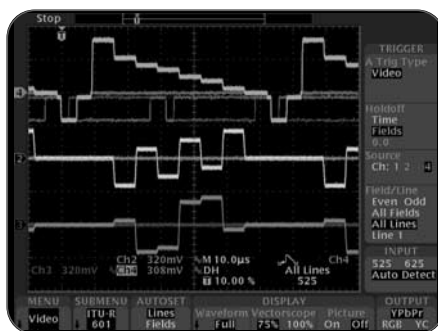 Stop
TRIGGER
A Trig Type
Video
4
Holdoff
Time
Fields
0.0
2
Source
Ch: 1 2 4
Field/Line
Even Odd
All Fields
3
All Lines
Line 1
Ch2 320mV M 10.0µs Ch4
Ch3 320mV Ch4 308mV DH All Lines
10.00 % 525
INPUT
525 625
Auto Detect
MENU SUBMENU AUTOSET DISPLAY OUTPUT
ITU-R Lines Waveform Vectorscope Picture YPbPr
601 Fields Full 75% 100% On Off RGB YC